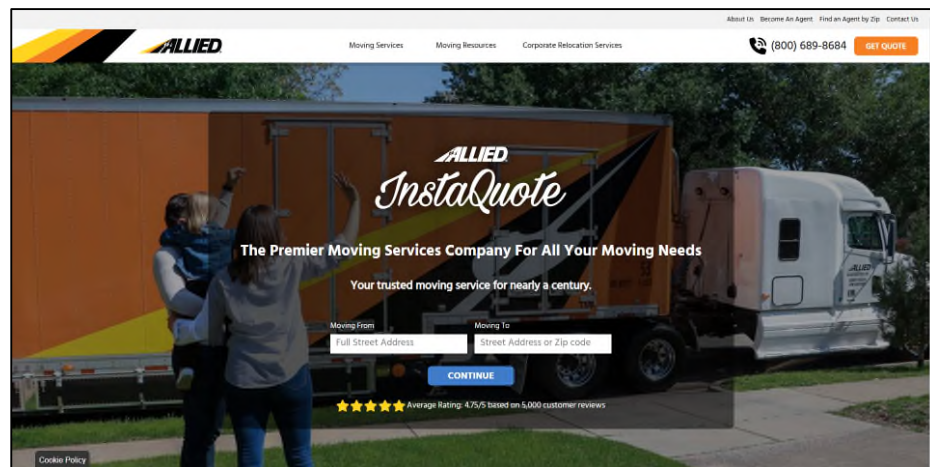 About Us Become An Agent Find an Agent by Zip Contact Us
ALLIED
Moving Services Moving Resources Corporate Relocation Services
(800) 689-8684 GET QUOTE
ALLIED
InstaQuote
The Premier Moving Services Company For All Your Moving Needs
Your trusted moving service for nearly a century.
Moving From Moving To
Full Street Address Street Address or Zip code
CONTINUE
Average Rating: 4.75/5 based on 5,000 customer reviews
ALLIED
Cookie Policy